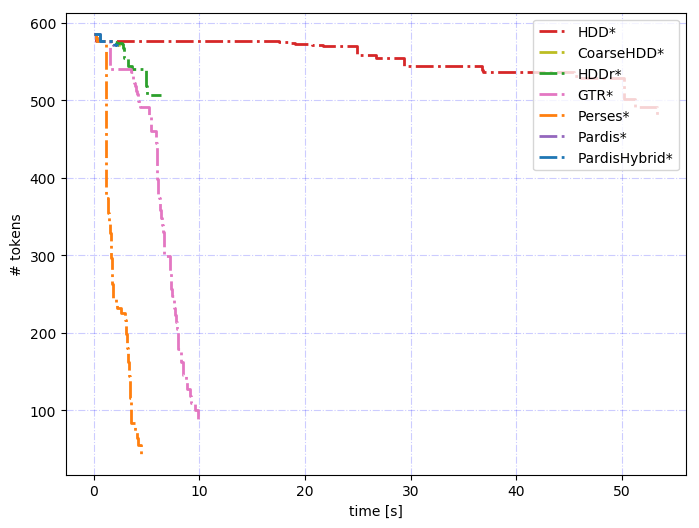 600
500
400
300
200
100
# tokens
0
10
20
30
40
50
time [s]
HDD*
CoarseHDD*
HDDr*
GTR*
Perses*
Pardis*
PardisHybrid*